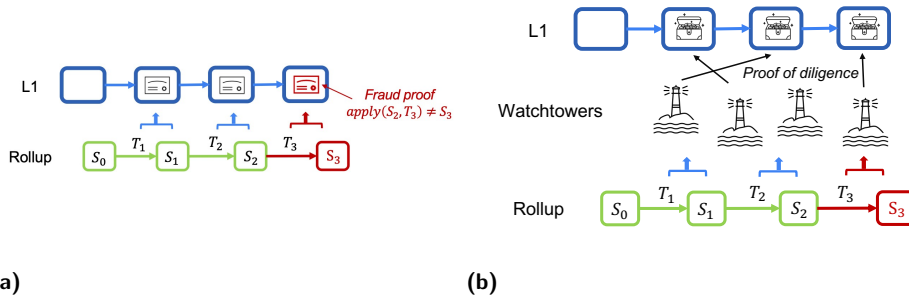 L1
Fraud proof
apply(S₂,T₃) ≠ S₃
T₁ T₂ T₃
Rollup
S₀ S₁ S₂ S₃
a)
L1
Proof of diligence
Watchtowers
T₁ T₂ T₃
Rollup
S₀ S₁ S₂ S₃
(b)